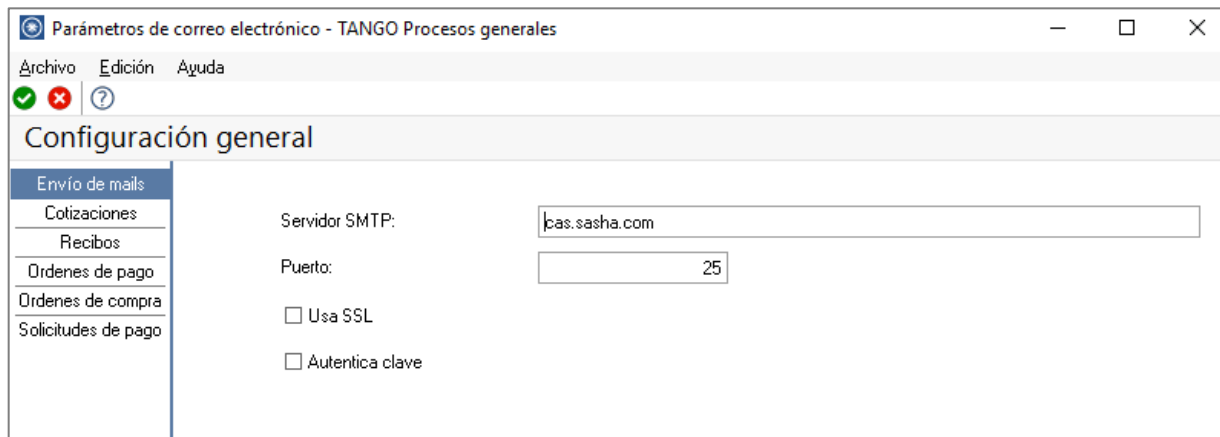 Parámetros de correo electrónico - TANGO Procesos generales
Archivo Edición Ayuda
Configuración general
Envío de mails
Cotizaciones
Recibos
Ordenes de pago
Ordenes de compra
Solicitudes de pago
Servidor SMTP: cas.sasha.com
Puerto: 25
Usa SSL
Autentica clave